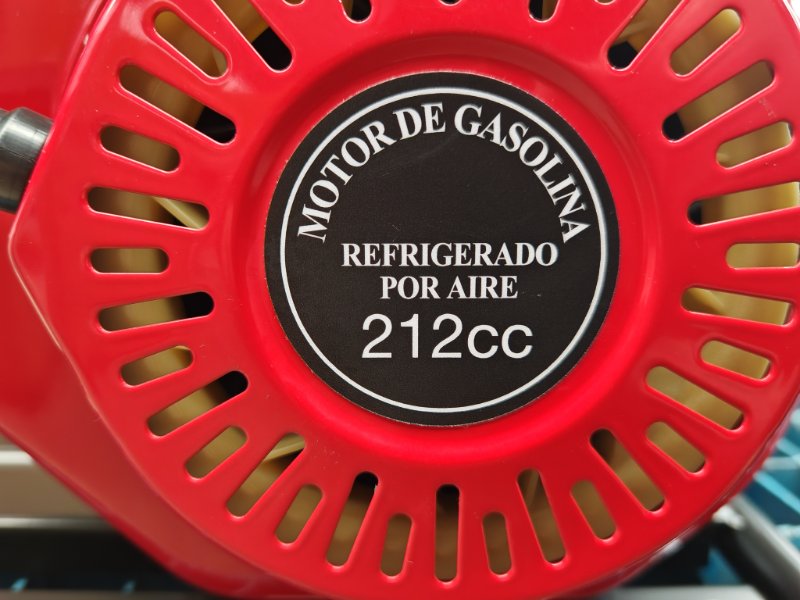 MOTOR DE GASOLINA
REFRIGERADO
POR AIRE
212cc